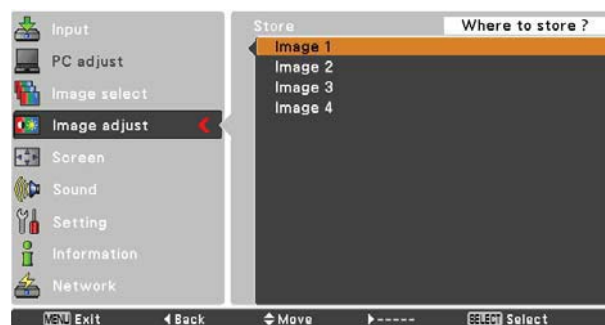 Input
PC adjust
Image select
Image adjust
Screen
Sound
Setting
Information
Network
Store
Where to store ?
Image 1
Image 2
Image 3
Image 4
MENU Exit ◀Back ◆Move ▶----- SELECT Select